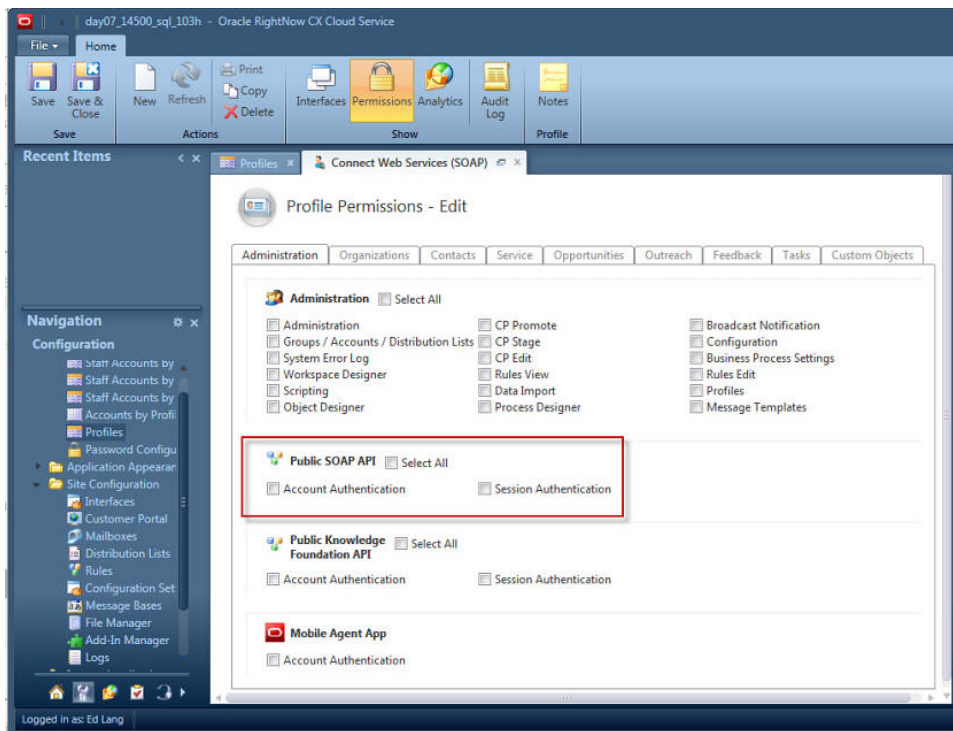 day07_14500_sql_103h - Oracle RightNow CX Cloud Service
File Home
Save Save & Close New Refresh Print Copy Delete Interfaces Permissions Analytics Audit Log Notes
Save Actions Show Profile
Recent Items
Profiles Connect Web Services (SOAP)
Profile Permissions - Edit
Administration Organizations Contacts Service Opportunities Outreach Feedback Tasks Custom Objects
Administration Select All
Administration CP Promote Broadcast Notification
Groups / Accounts / Distribution Lists CP Stage Configuration
System Error Log CP Edit Business Process Settings
Workspace Designer Rules View Rules Edit
Scripting Data Import Profiles
Object Designer Process Designer Message Templates
Public SOAP API Select All
Account Authentication Session Authentication
Public Knowledge Foundation API Select All
Account Authentication Session Authentication
Mobile Agent App
Account Authentication
Navigation
Configuration
Staff Accounts by
Staff Accounts by
Staff Accounts by
Accounts by Profi
Profiles
Password Configu
Application Appearan
Site Configuration
Interfaces
Customer Portal
Mailboxes
Distribution Lists
Rules
Configuration Set
Message Bases
File Manager
Add-In Manager
Logs
Logged in as: Ed Lang